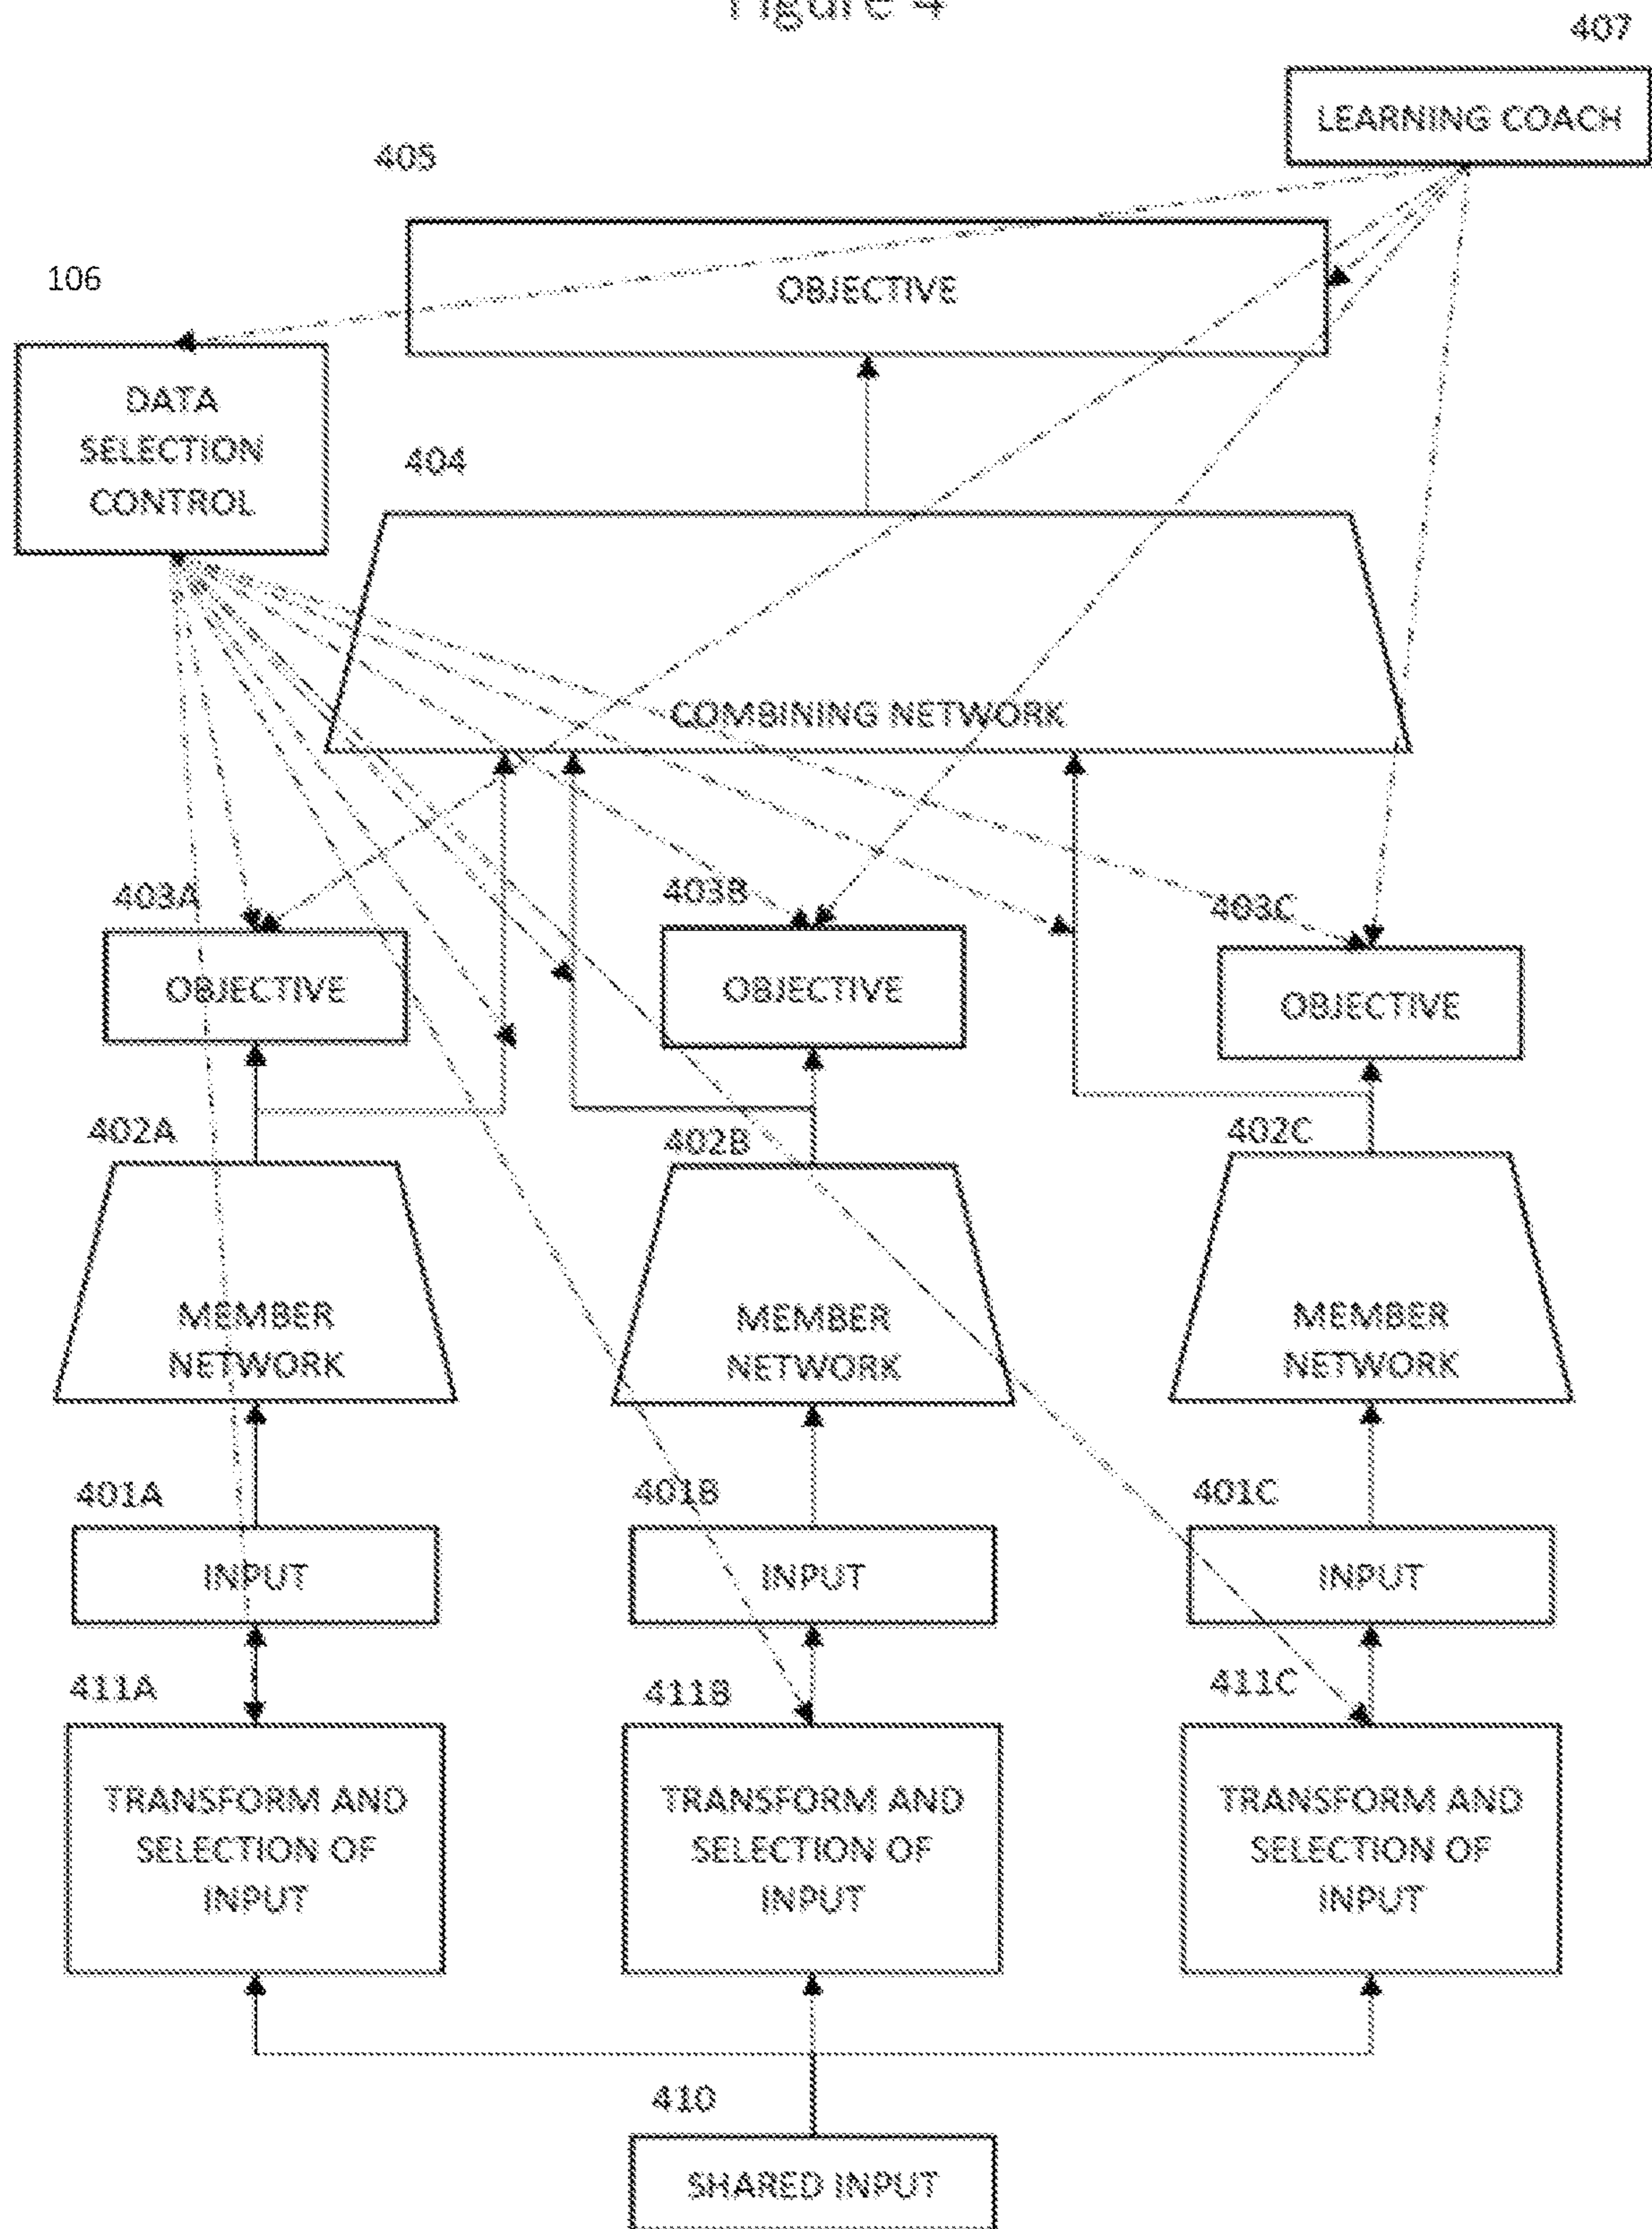 Figure 4
407
LEARNING COACH
405
OBJECTIVE
106
DATA
SELECTION
CONTROL
404
COMBINING NETWORK
403A
OBJECTIVE
403B
OBJECTIVE
403C
OBJECTIVE
402A
MEMBER
NETWORK
402B
MEMBER
NETWORK
402C
MEMBER
NETWORK
401A
INPUT
401B
INPUT
401C
INPUT
411A
TRANSFORM AND
SELECTION OF
INPUT
411B
TRANSFORM AND
SELECTION OF
INPUT
411C
TRANSFORM AND
SELECTION OF
INPUT
410
SHARED INPUT